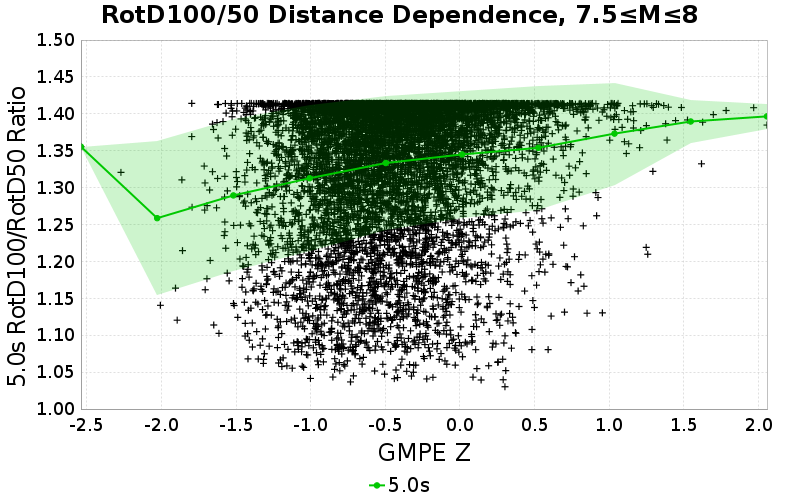 RotD100/50 Distance Dependence, 7.5≤M≤8
5.0s RotD100/RotD50 Ratio
1.50
1.45
1.40
1.35
1.30
1.25
1.20
1.15
1.10
1.05
1.00
-2.5 -2.0 -1.5 -1.0 -0.5 0.0 0.5 1.0 1.5 2.0
GMPE Z
5.0s